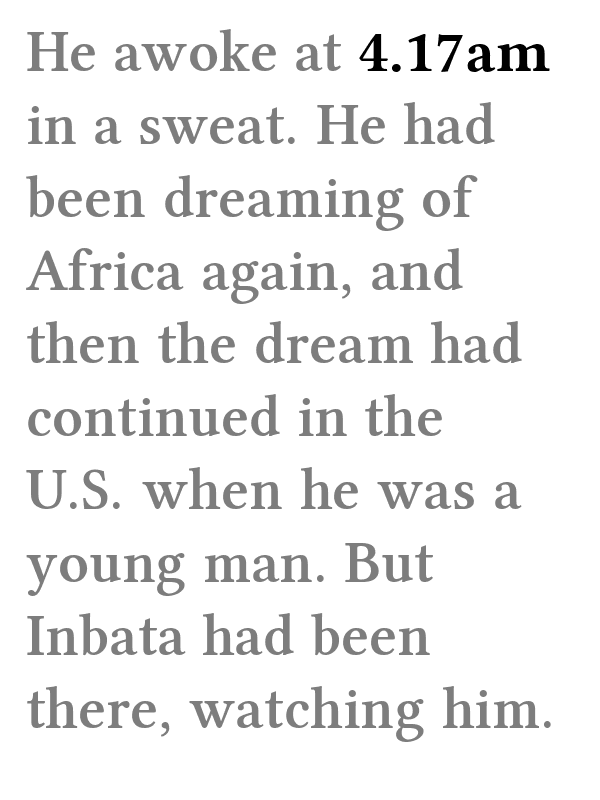 He awoke at 4.17am
in a sweat. He had
been dreaming of
Africa again, and
then the dream had
continued in the
U.S. when he was a
young man. But
Inbata had been
there, watching him.